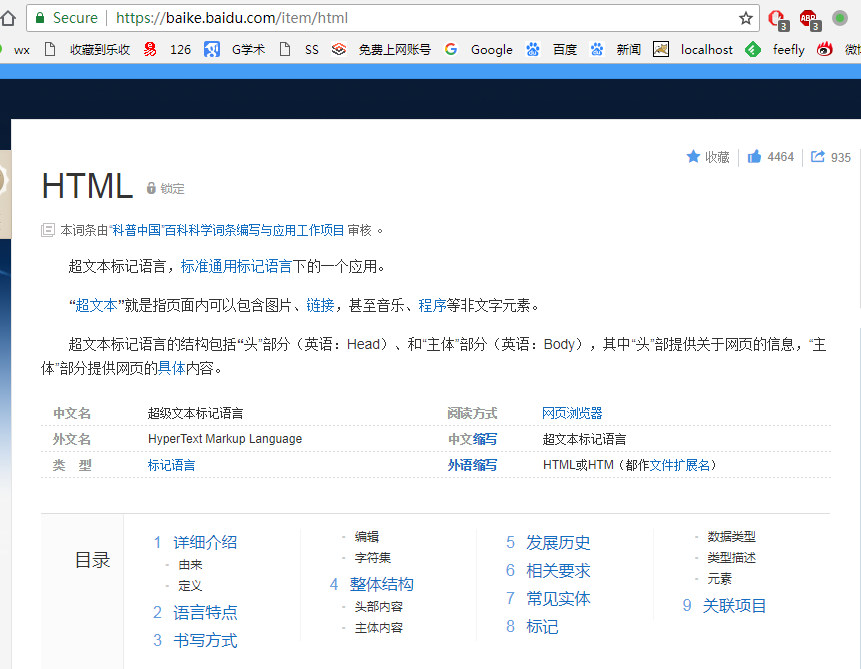 Secure | https://baike.baidu.com/item/html 3 ABP 3
wx 收藏到乐收 126 G学术 SS 免费上网账号 Google 百度 新闻 localhost feefly
收藏 4464 935
HTML 锁定
本词条由“科普中国”百科科学词条编写与应用工作项目 审核 。
超文本标记语言，标准通用标记语言下的一个应用。
“超文本”就是指页面内可以包含图片、链接，甚至音乐、程序等非文字元素。
超文本标记语言的结构包括“头”部分（英语：Head）、和“主体”部分（英语：Body），其中“头”部提供关于网页的信息，“主
体”部分提供网页的具体内容。
中文名 超级文本标记语言 阅读方式 网页浏览器
外文名 HyperText Markup Language 中文缩写 超文本标记语言
类 型 标记语言 外语缩写 HTML或HTM（都作文件扩展名）
目录
1 详细介绍
- 由来
- 定义
2 语言特点
3 书写方式
- 编辑
- 字符集
4 整体结构
- 头部内容
- 主体内容
5 发展历史
6 相关要求
7 常见实体
8 标记
- 数据类型
- 类型描述
- 元素
9 关联项目